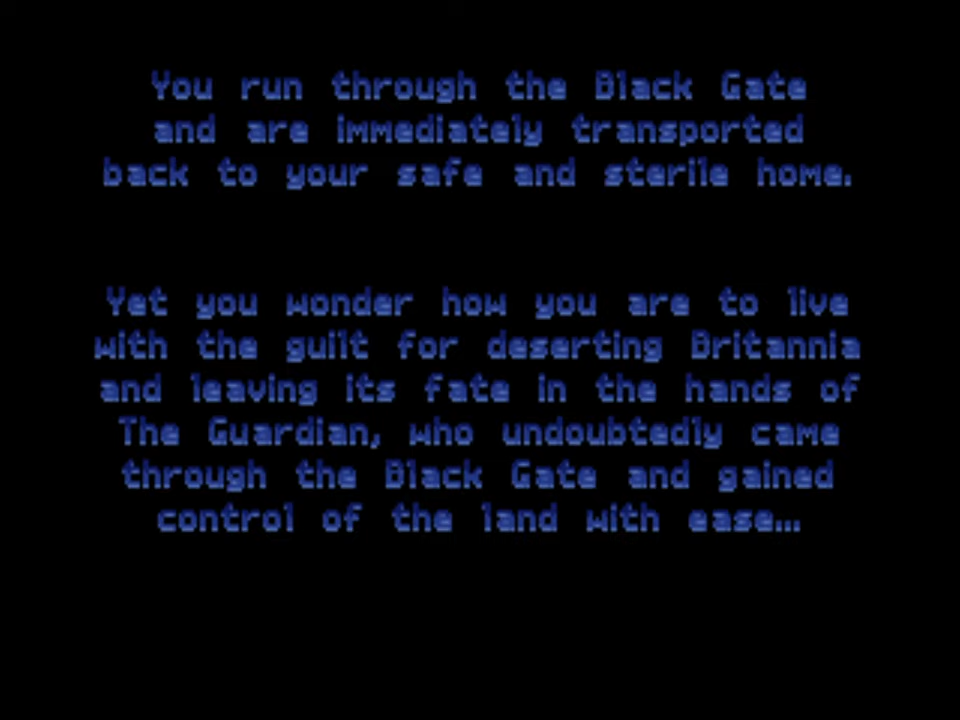 You run through the Black Gate
and are immediately transported
back to your safe and sterile home.
Yet you wonder how you are to live
with the guilt for deserting Britannia
and leaving its fate in the hands of
The Guardian, who undoubtedly came
through the Black Gate and gained
control of the land with ease...